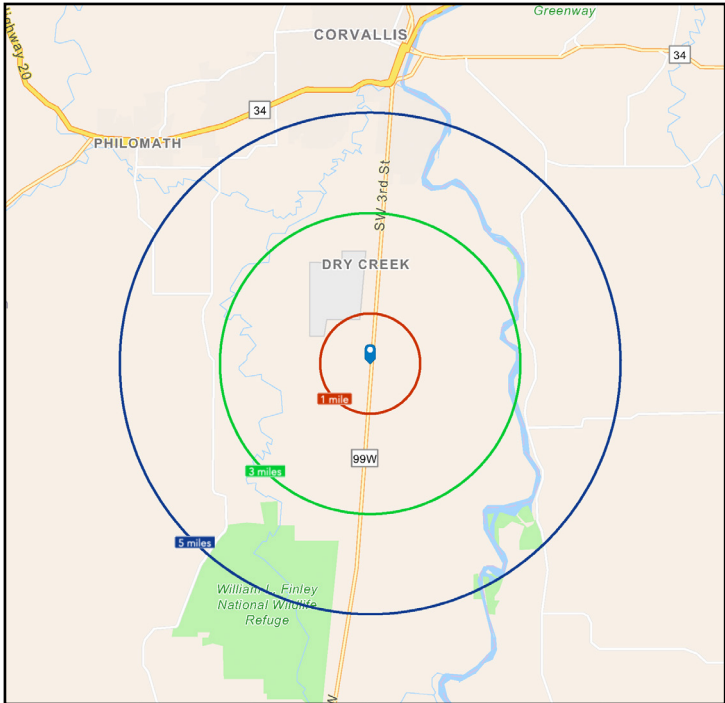 Greenway
CORVALLIS
Highway 20
34
34
PHILOMATH
SW 3rd St
DRY CREEK
1 mile
99W
3 miles
5 miles
William L. Finley
National Wildlife
Refuge
W